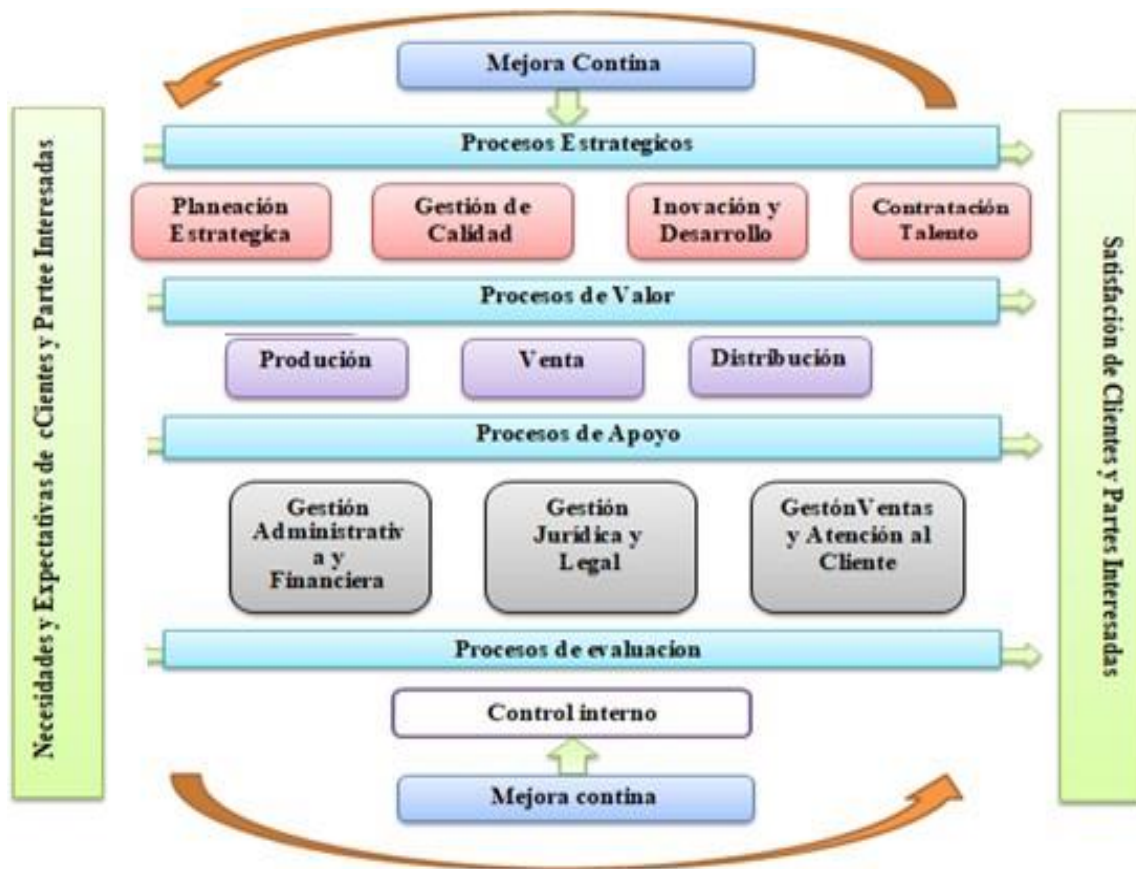 Mejora Contina
Procesos Estrategicos
Planeación
Estrategica
Gestión de
Calidad
Inovación y
Desarrollo
Contratación
Talento
Procesos de Valor
Produción
Venta
Distribución
Procesos de Apoyo
Gestión
Administrativ
a y
Financiera
Gestión
Jurídica y
Legal
GestónVentas
y Atención al
Cliente
Procesos de evaluacion
Control interno
Mejora contina
Necesidades y Expectativas de cCientes y Partee Interesadas
Satisfación de Clientes y Partes Interesadas